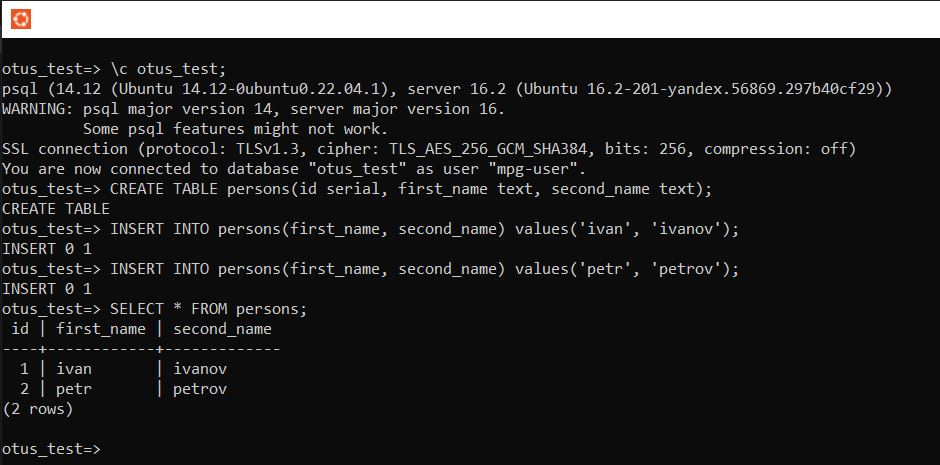 otus_test=> \c otus_test;
psql (14.12 (Ubuntu 14.12-0ubuntu0.22.04.1), server 16.2 (Ubuntu 16.2-201-yandex.56869.297b40cf29))
WARNING: psql major version 14, server major version 16.
         Some psql features might not work.
SSL connection (protocol: TLSv1.3, cipher: TLS_AES_256_GCM_SHA384, bits: 256, compression: off)
You are now connected to database "otus_test" as user "mpg-user".
otus_test=> CREATE TABLE persons(id serial, first_name text, second_name text);
CREATE TABLE
otus_test=> INSERT INTO persons(first_name, second_name) values('ivan', 'ivanov');
INSERT 0 1
otus_test=> INSERT INTO persons(first_name, second_name) values('petr', 'petrov');
INSERT 0 1
otus_test=> SELECT * FROM persons;
 id | first_name | second_name
----+------------+-------------
  1 | ivan       | ivanov
  2 | petr       | petrov
(2 rows)
otus_test=>